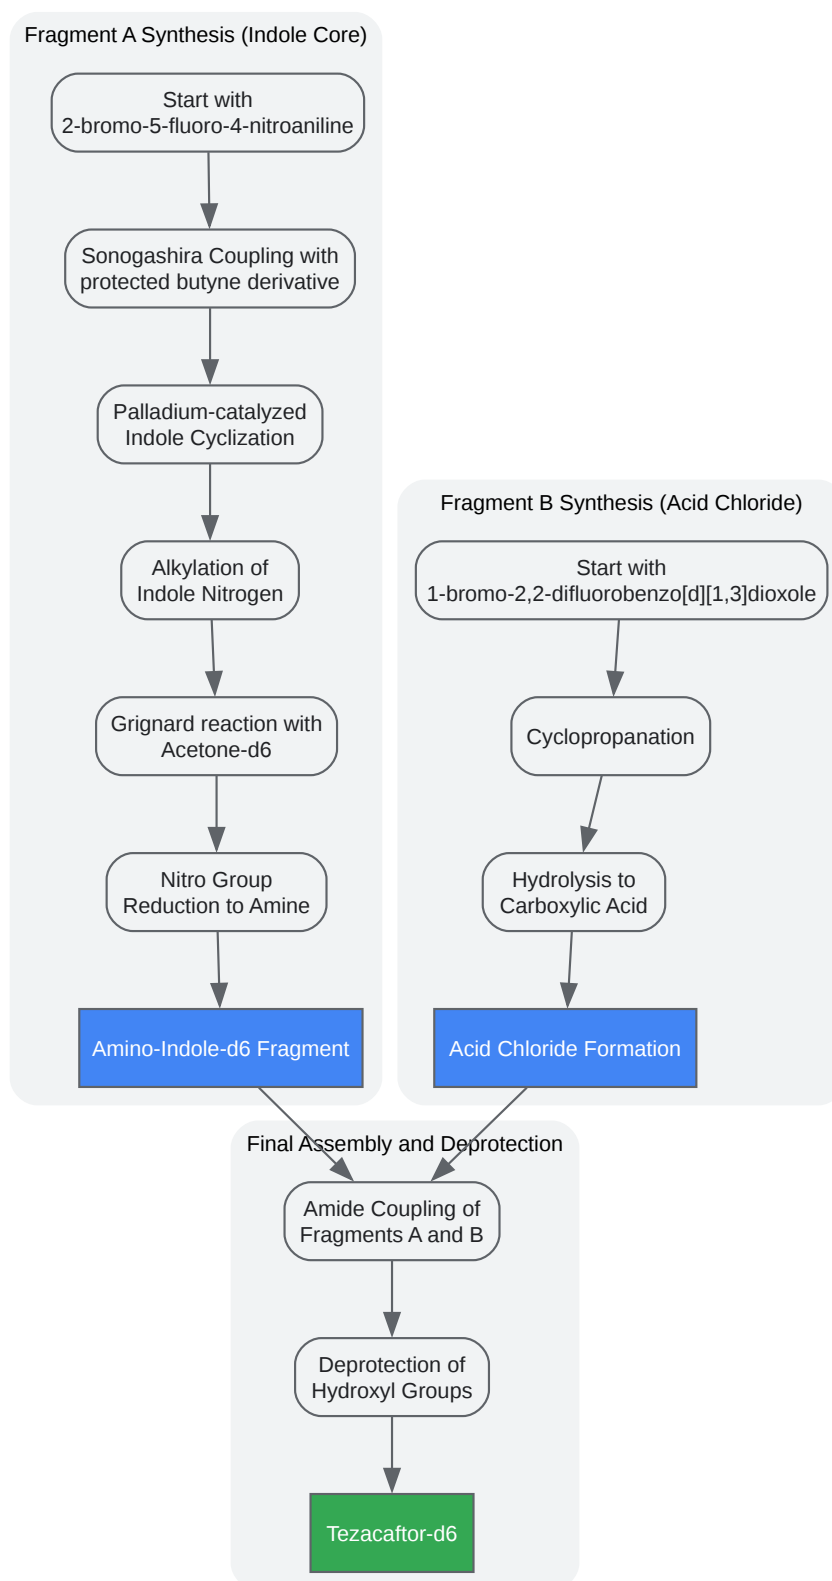 Fragment A Synthesis (Indole Core)
Start with
2-bromo-5-fluoro-4-nitroaniline
Sonogashira Coupling with
protected butyne derivative
Palladium-catalyzed
Indole Cyclization
Alkylation of
Indole Nitrogen
Grignard reaction with
Acetone-d6
Nitro Group
Reduction to Amine
Amino-Indole-d6 Fragment
Fragment B Synthesis (Acid Chloride)
Start with
1-bromo-2,2-difluorobenzo[d][1,3]dioxole
Cyclopropanation
Hydrolysis to
Carboxylic Acid
Acid Chloride Formation
Final Assembly and Deprotection
Amide Coupling of
Fragments A and B
Deprotection of
Hydroxyl Groups
Tezacaftor-d6